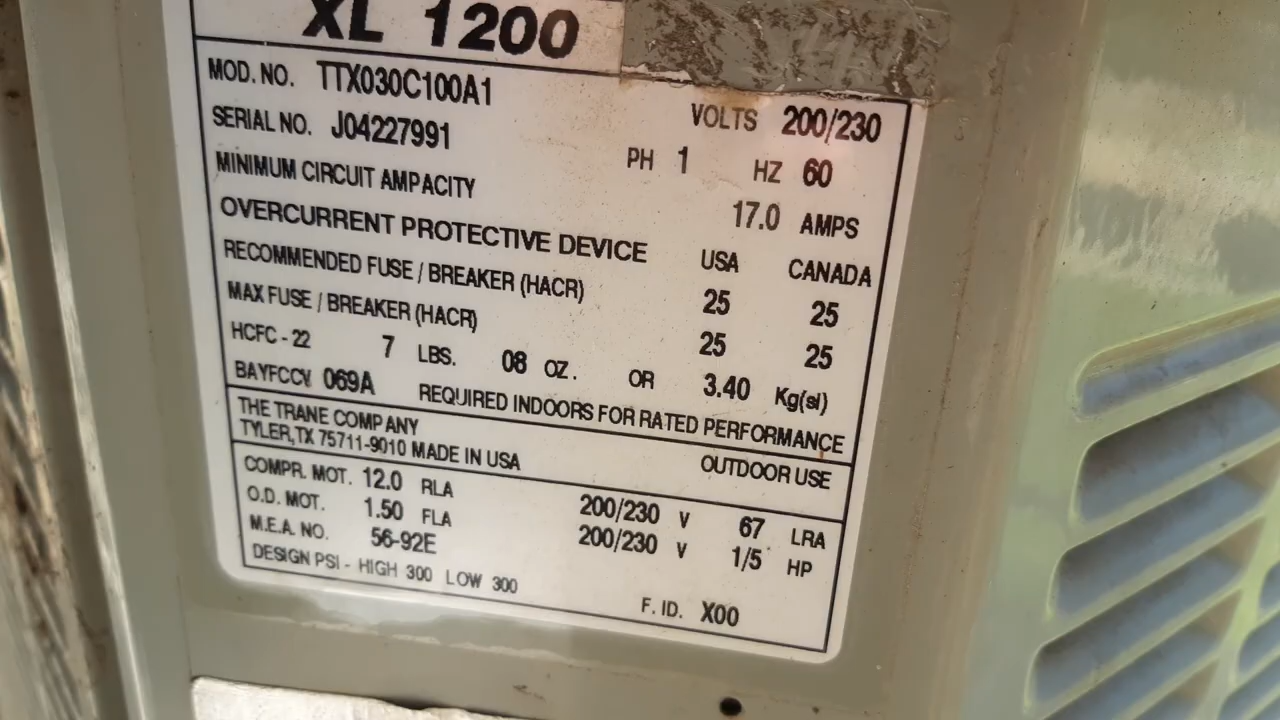 XL 1200
MOD. NO. TTX030C100A1 VOLTS 200/230
SERIAL NO. J04227991 PH 1 HZ 60
MINIMUM CIRCUIT AMPACITY 17.0 AMPS
OVERCURRENT PROTECTIVE DEVICE USA CANADA
RECOMMENDED FUSE / BREAKER (HACR) 25 25
MAX FUSE / BREAKER (HACR) 25 25
HCFC - 22 7 LBS. 08 OZ. OR 3.40 Kg(si)
BAYFCCV 069A REQUIRED INDOORS FOR RATED PERFORMANCE
THE TRANE COMPANY
TYLER,TX 75711-9010 MADE IN USA OUTDOOR USE
COMPR. MOT. 12.0 RLA 200/230 V 67 LRA
O.D. MOT. 1.50 FLA 200/230 V 1/5 HP
M.E.A. NO. 56-92E
DESIGN PSI - HIGH 300 LOW 300 F. ID. X00